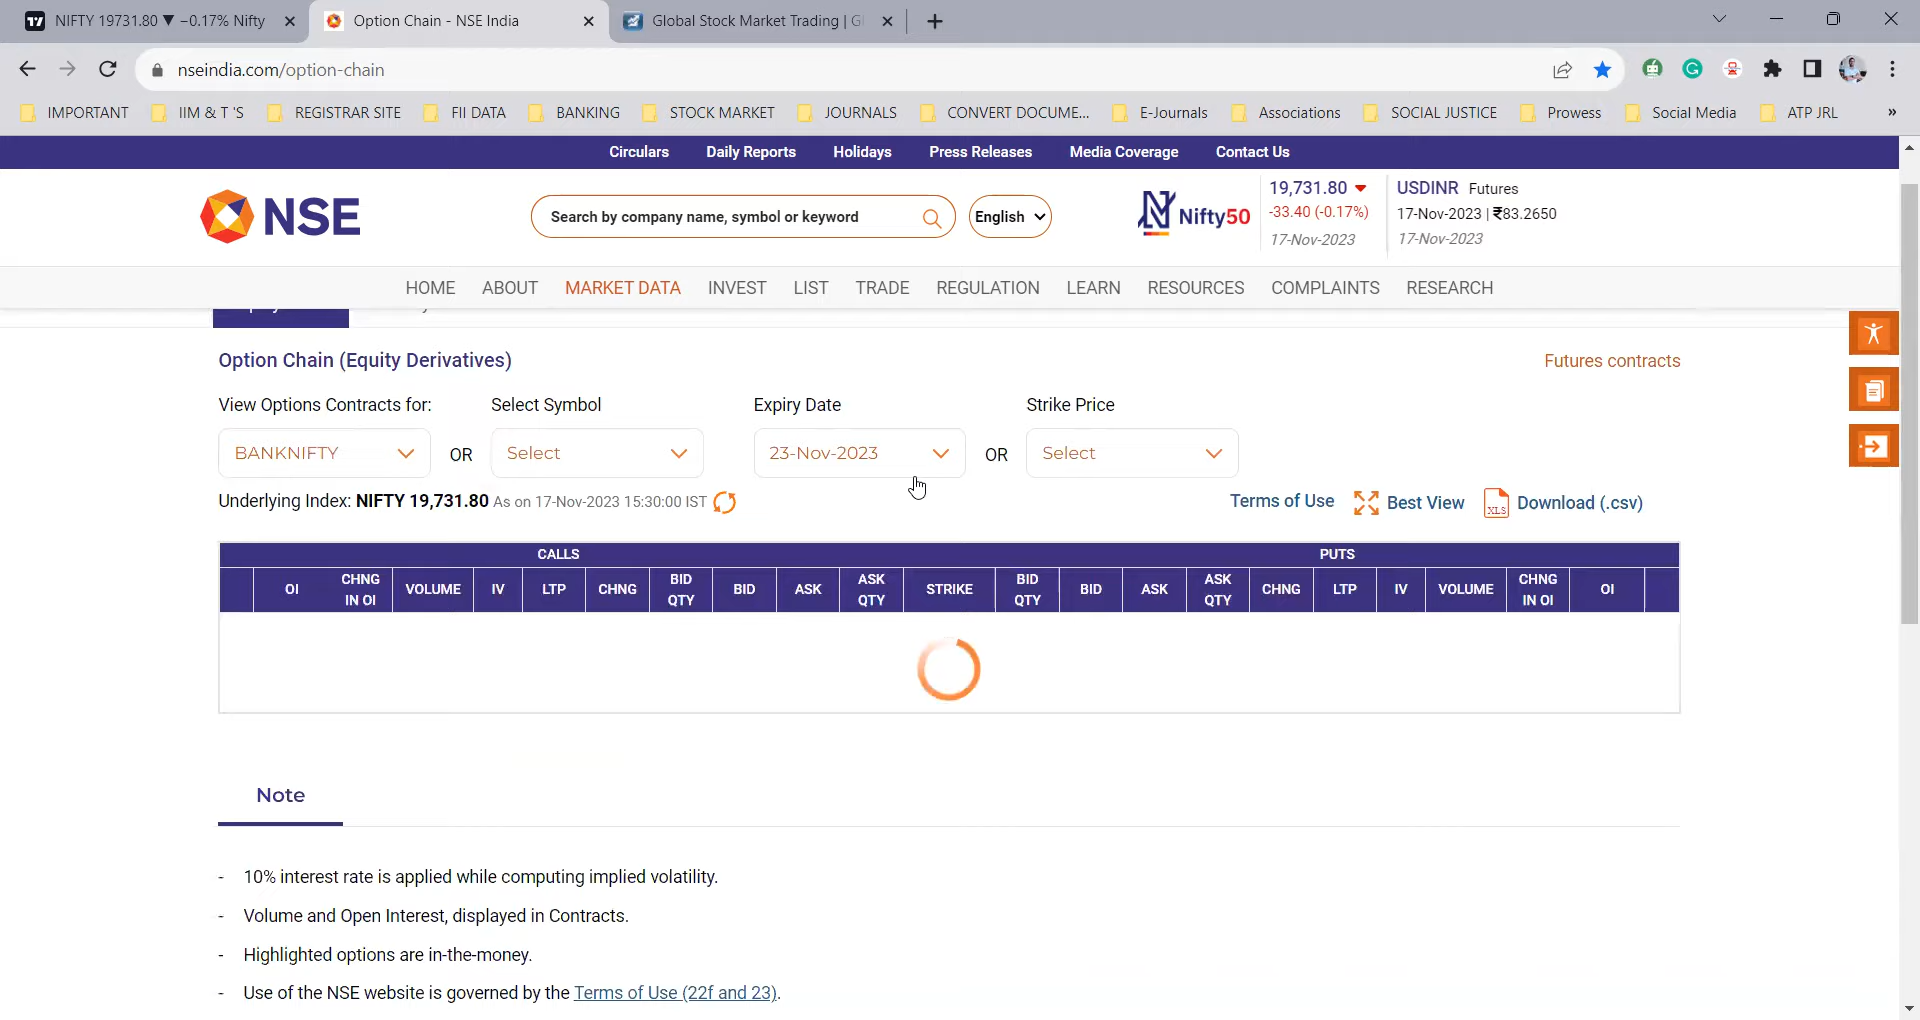 NIFTY 19731.80 ▼ −0.17% Nifty
Option Chain - NSE India
Global Stock Market Trading | Gl
nseindia.com/option-chain
IMPORTANT IIM & T 'S REGISTRAR SITE FII DATA BANKING STOCK MARKET JOURNALS CONVERT DOCUME... E-Journals Associations SOCIAL JUSTICE Prowess Social Media ATP JRL »
Circulars Daily Reports Holidays Press Releases Media Coverage Contact Us
NSE
Search by company name, symbol or keyword
English
Nifty50
19,731.80
-33.40 (-0.17%)
17-Nov-2023
USDINR Futures
17-Nov-2023 | ₹83.2650
17-Nov-2023
HOME ABOUT MARKET DATA INVEST LIST TRADE REGULATION LEARN RESOURCES COMPLAINTS RESEARCH
Option Chain (Equity Derivatives)
Futures contracts
View Options Contracts for: Select Symbol Expiry Date Strike Price
BANKNIFTY OR Select 23-Nov-2023 OR Select
Underlying Index: NIFTY 19,731.80 As on 17-Nov-2023 15:30:00 IST
Terms of Use Best View XLS Download (.csv)
CALLS PUTS
OI CHNG IN OI VOLUME IV LTP CHNG BID QTY BID ASK ASK QTY STRIKE BID QTY BID ASK ASK QTY CHNG LTP IV VOLUME CHNG IN OI OI
Note
- 10% interest rate is applied while computing implied volatility.
- Volume and Open Interest, displayed in Contracts.
- Highlighted options are in-the-money.
- Use of the NSE website is governed by the Terms of Use (22f and 23).